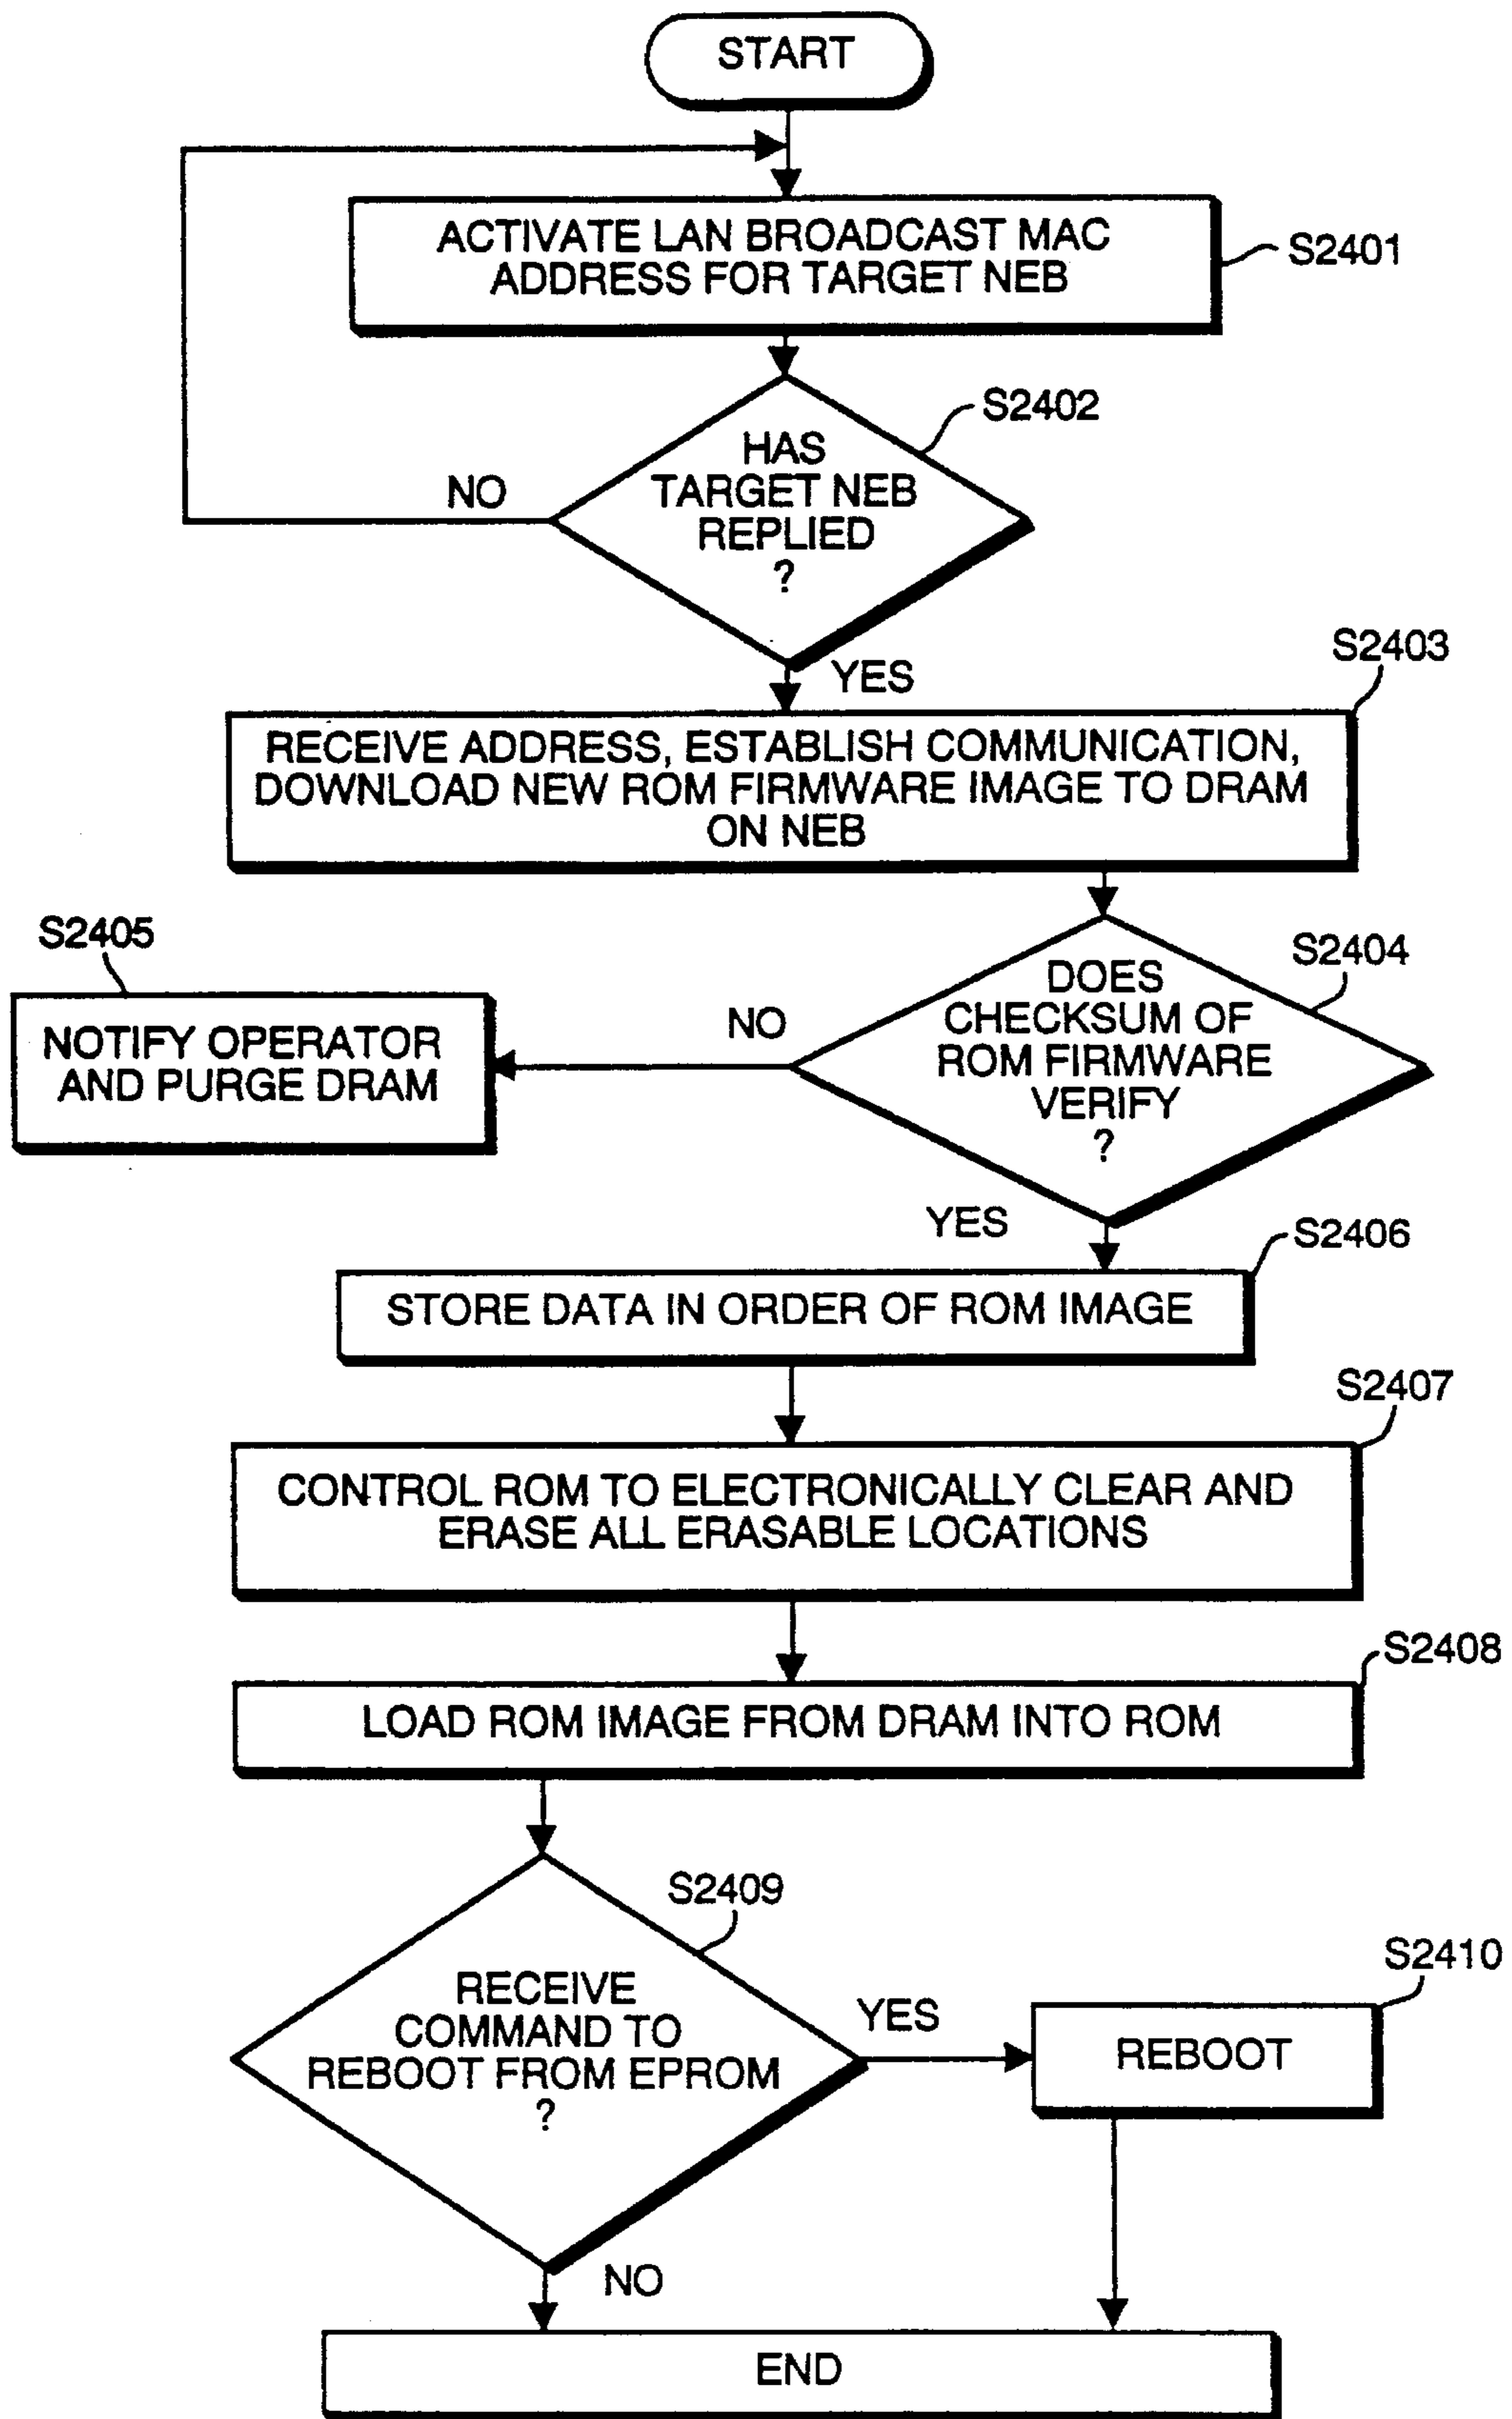 START
ACTIVATE LAN BROADCAST MAC
ADDRESS FOR TARGET NEB
S2401
S2402
HAS
TARGET NEB
REPLIED
?
NO
YES
S2403
RECEIVE ADDRESS, ESTABLISH COMMUNICATION,
DOWNLOAD NEW ROM FIRMWARE IMAGE TO DRAM
ON NEB
S2404
DOES
CHECKSUM OF
ROM FIRMWARE
VERIFY
?
NO
S2405
NOTIFY OPERATOR
AND PURGE DRAM
YES
S2406
STORE DATA IN ORDER OF ROM IMAGE
S2407
CONTROL ROM TO ELECTRONICALLY CLEAR AND
ERASE ALL ERASABLE LOCATIONS
S2408
LOAD ROM IMAGE FROM DRAM INTO ROM
S2409
RECEIVE
COMMAND TO
REBOOT FROM EPROM
?
YES
S2410
REBOOT
NO
END